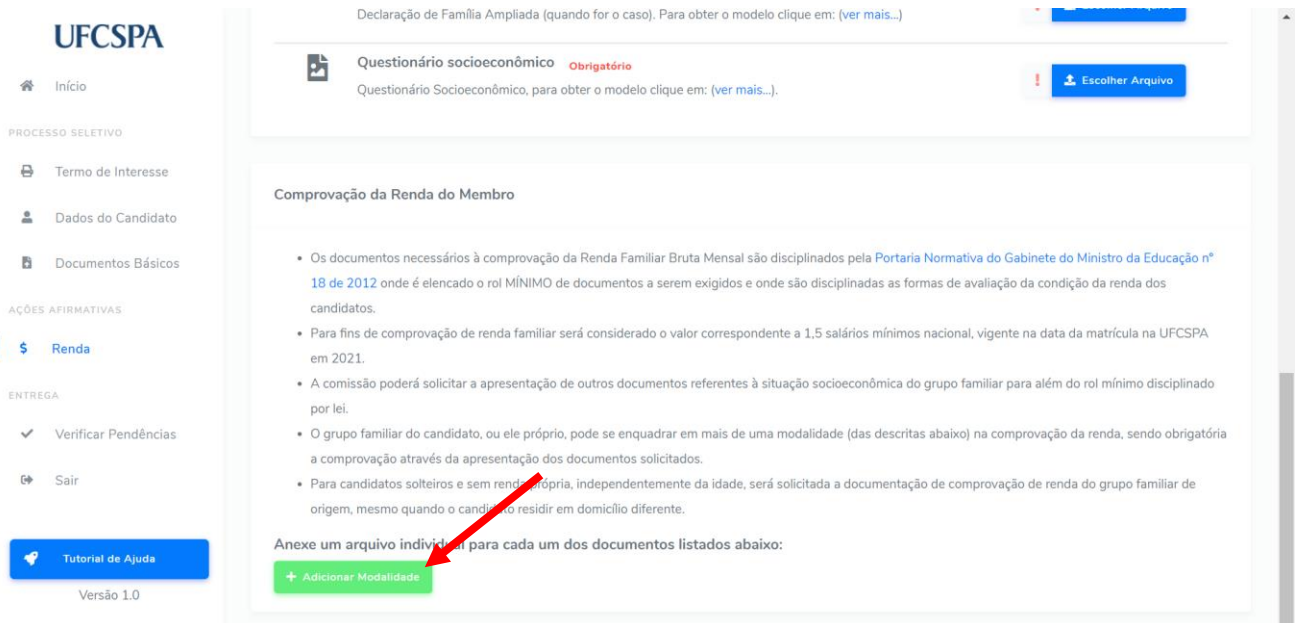 UFCSPA
Início
PROCESSO SELETIVO
Termo de Interesse
Dados do Candidato
Documentos Básicos
AÇÕES AFIRMATIVAS
$ Renda
ENTREGA
Verificar Pendências
Sair
Tutorial de Ajuda
Versão 1.0
Declaração de Família Ampliada (quando for o caso). Para obter o modelo clique em: (ver mais...)
! Escolher Arquivo
Questionário socioeconômico Obrigatório
Questionário Socioeconômico, para obter o modelo clique em: (ver mais...).
! Escolher Arquivo
Comprovação da Renda do Membro
• Os documentos necessários à comprovação da Renda Familiar Bruta Mensal são disciplinados pela Portaria Normativa do Gabinete do Ministro da Educação n°
18 de 2012 onde é elencado o rol MÍNIMO de documentos a serem exigidos e onde são disciplinadas as formas de avaliação da condição da renda dos
candidatos.
• Para fins de comprovação de renda familiar será considerado o valor correspondente a 1,5 salários mínimos nacional, vigente na data da matrícula na UFCSPA
em 2021.
• A comissão poderá solicitar a apresentação de outros documentos referentes à situação socioeconômica do grupo familiar para além do rol mínimo disciplinado
por lei.
• O grupo familiar do candidato, ou ele próprio, pode se enquadrar em mais de uma modalidade (das descritas abaixo) na comprovação da renda, sendo obrigatória
a comprovação através da apresentação dos documentos solicitados.
• Para candidatos solteiros e sem renda própria, independentemente da idade, será solicitada a documentação de comprovação de renda do grupo familiar de
origem, mesmo quando o candidato residir em domicílio diferente.
Anexe um arquivo individual para cada um dos documentos listados abaixo:
+ Adicionar Modalidade